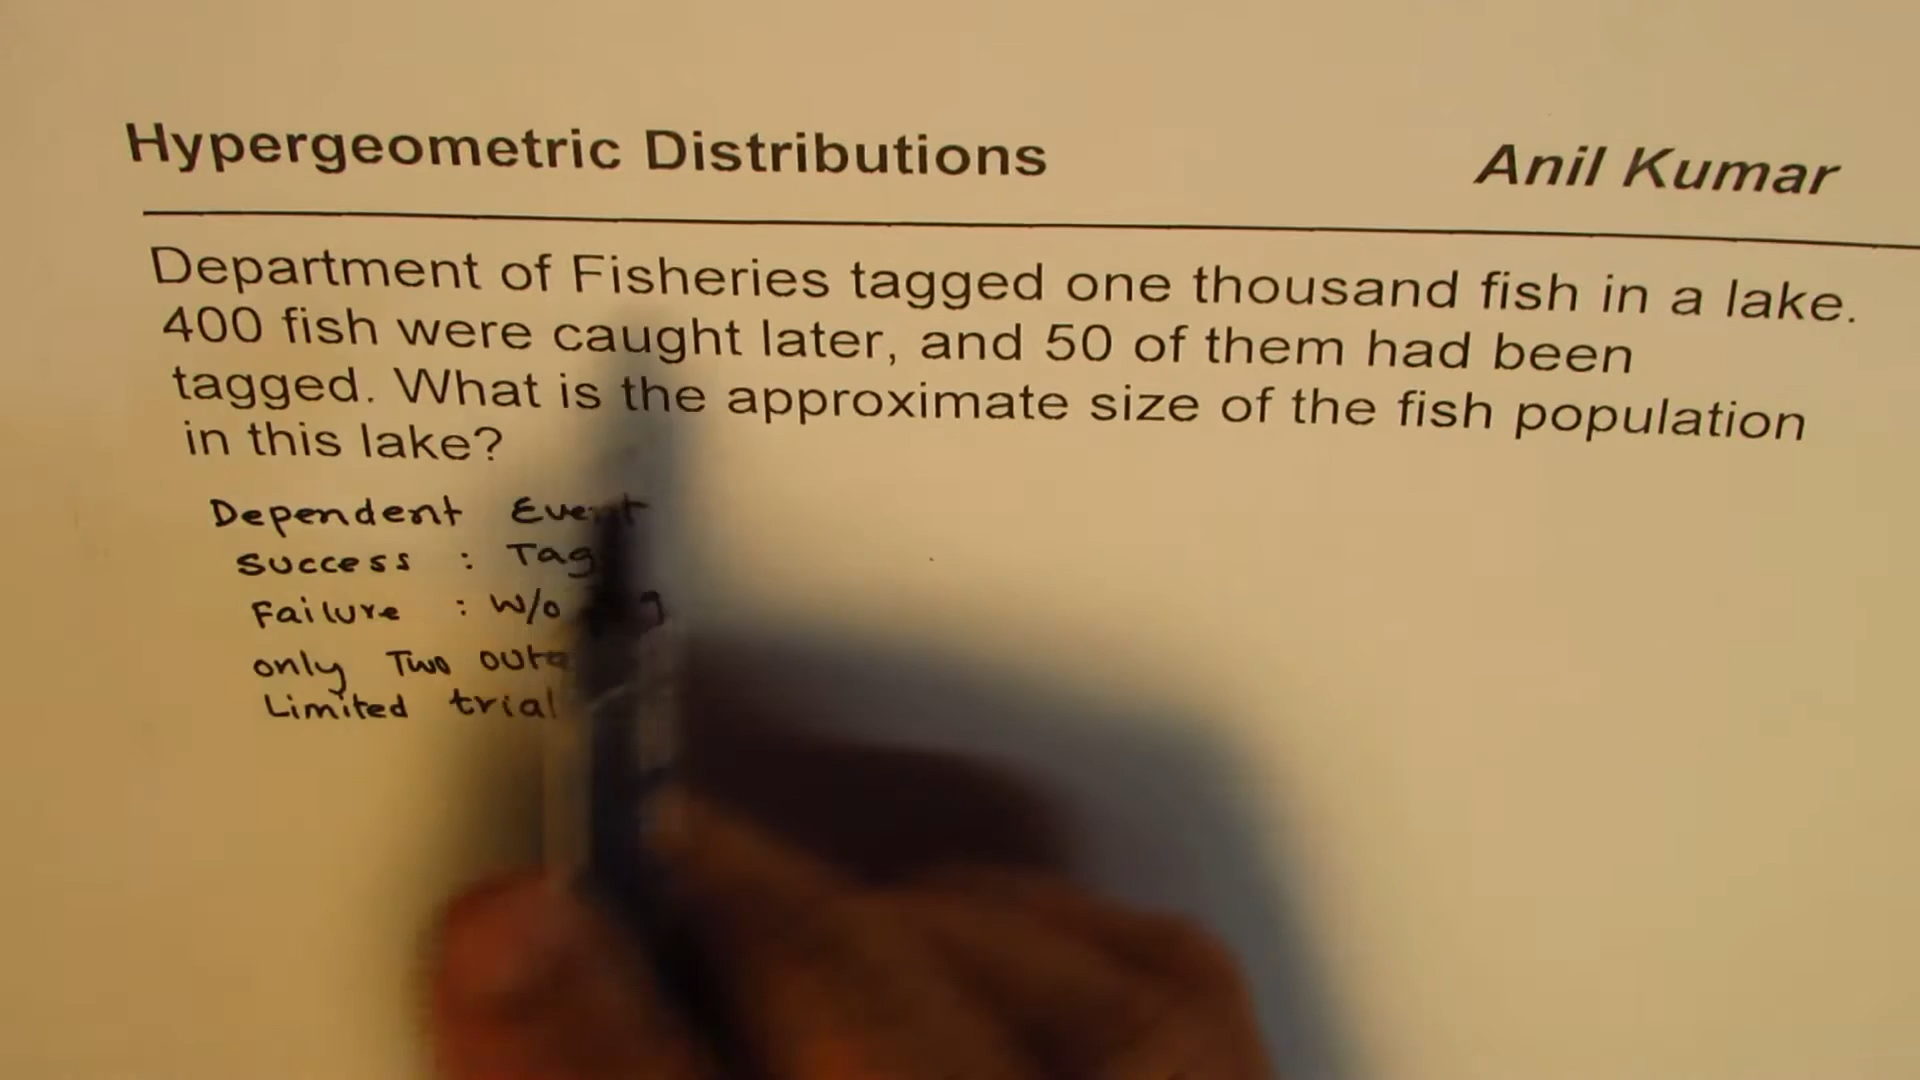 Hypergeometric Distributions Anil Kumar
Department of Fisheries tagged one thousand fish in a lake.
400 fish were caught later, and 50 of them had been
tagged. What is the approximate size of the fish population
in this lake?
Dependent Event
Success : Tag
Failure : W/o
only Two
Limited trial